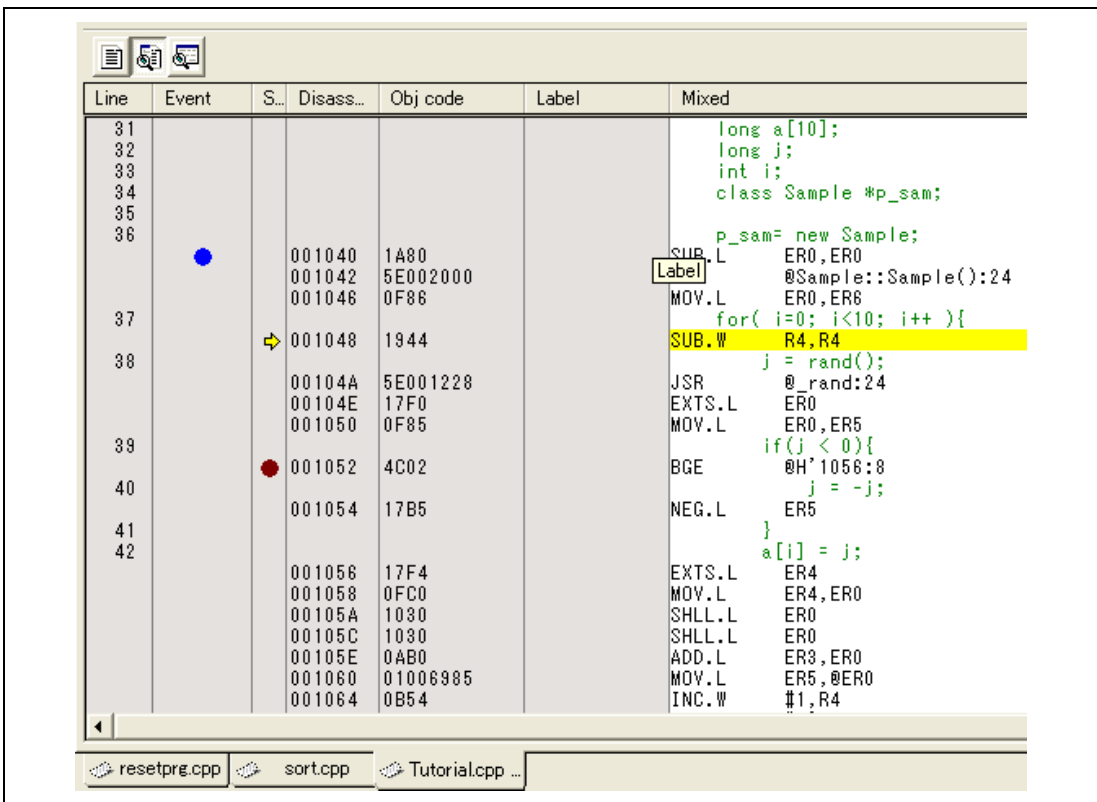 Line Event S... Disass... Obj code Label Mixed
31 long a[10];
32 long j;
33 int i;
34 class Sample *p_sam;
35
36 p_sam= new Sample;
001040 1A80 SUB.L ER0,ER0
Label
001042 5E002000 @Sample::Sample():24
001046 0F86 MOV.L ER0,ER6
37 for( i=0; i<10; i++ ){
001048 1944 SUB.W R4,R4
38 j = rand();
00104A 5E001228 JSR @_rand:24
00104E 17F0 EXTS.L ER0
001050 0F85 MOV.L ER0,ER5
39 if(j < 0){
001052 4C02 BGE @H'1056:8
40 j = -j;
001054 17B5 NEG.L ER5
41 }
42 a[i] = j;
001056 17F4 EXTS.L ER4
001058 0FC0 MOV.L ER4,ER0
00105A 1030 SHLL.L ER0
00105C 1030 SHLL.L ER0
00105E 0AB0 ADD.L ER3,ER0
001060 01006985 MOV.L ER5,@ER0
001064 0B54 INC.W #1,R4
resetprg.cpp sort.cpp Tutorial.cpp ...